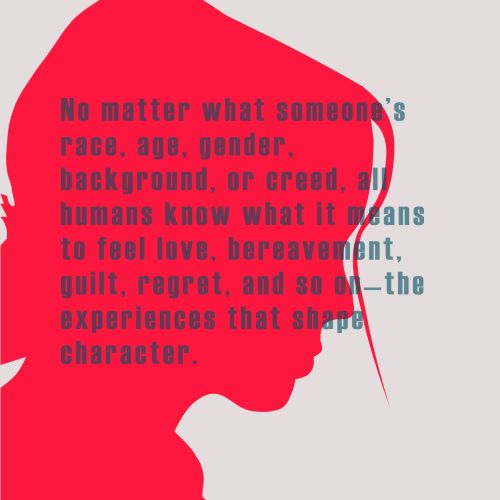 No matter what someone's
race, age, gender,
background, or creed, all
humans know what it means
to feel love, bereavement,
guilt, regret, and so on—the
experiences that shape
character.